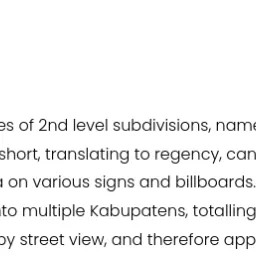 es of 2nd level subdivisions, name
short, translating to regency, can
on various signs and billboards.
nto multiple Kabupatens, totalling
by street view, and therefore app